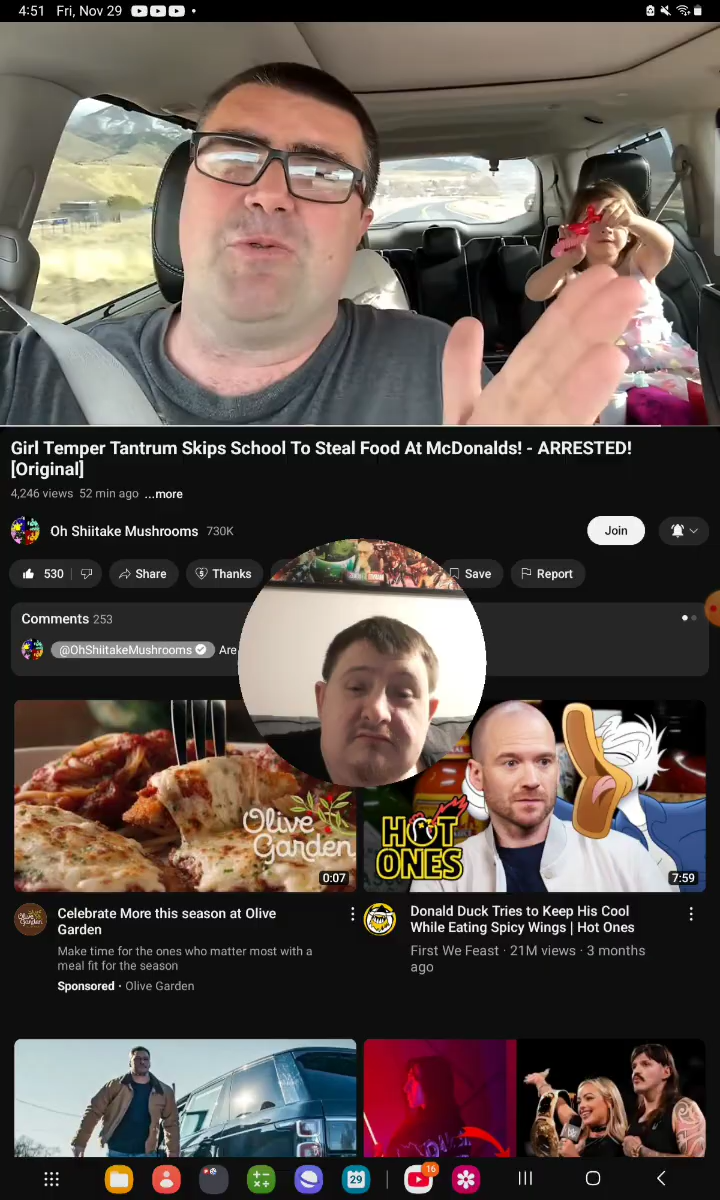 4:51 Fri, Nov 29
Girl Temper Tantrum Skips School To Steal Food At McDonalds! - ARRESTED!
[Original]
4,246 views 52 min ago ...more
Oh Shiitake Mushrooms 730K
Join
530
Share
Thanks
Save
Report
Comments 253
@OhShiitakeMushrooms Are
Olive
Garden
0:07
HOT
ONES
7:59
Olive
Garden
Celebrate More this season at Olive
Garden
Make time for the ones who matter most with a
meal fit for the season
Sponsored · Olive Garden
Donald Duck Tries to Keep His Cool
While Eating Spicy Wings | Hot Ones
First We Feast · 21M views · 3 months
ago
29
16